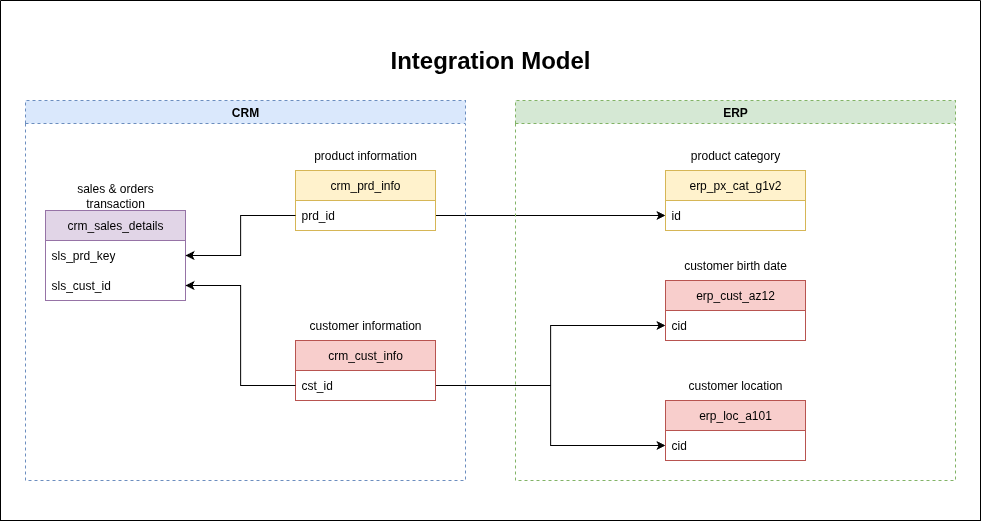 Integration Model
CRM
product information
crm_prd_info
prd_id
sales & orders
transaction
crm_sales_details
sls_prd_key
sls_cust_id
customer information
crm_cust_info
cst_id
ERP
product category
erp_px_cat_g1v2
id
customer birth date
erp_cust_az12
cid
customer location
erp_loc_a101
cid